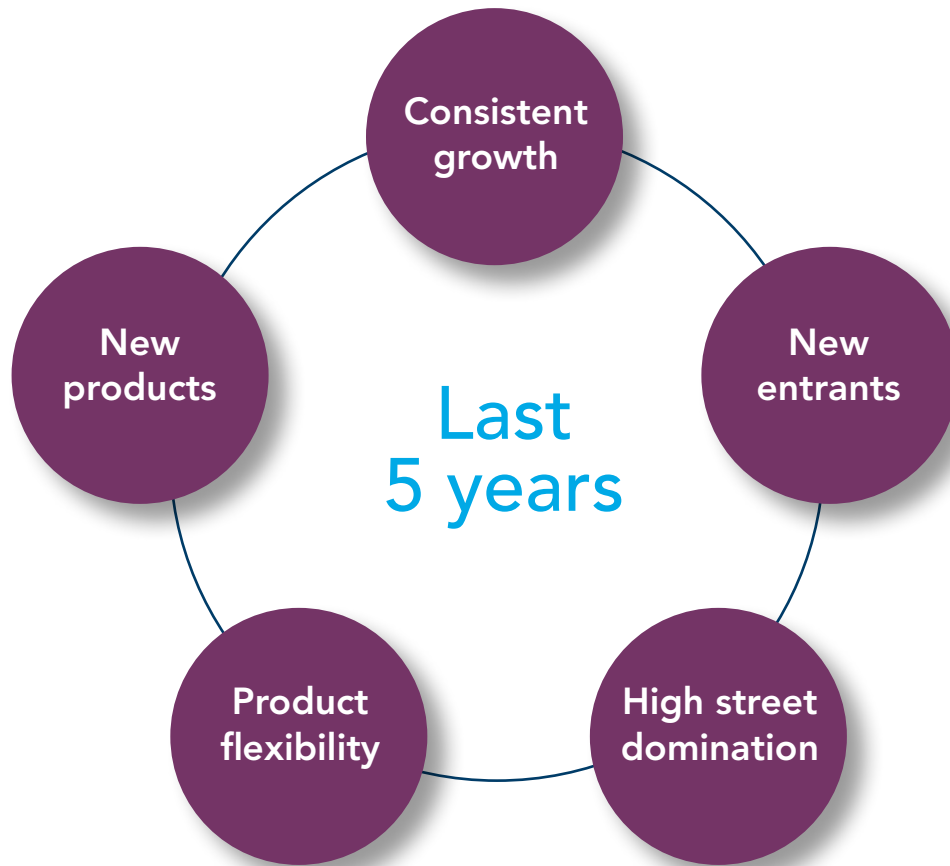 Consistent
growth
New
products
New
entrants
Last
5 years
Product
flexibility
High street
domination